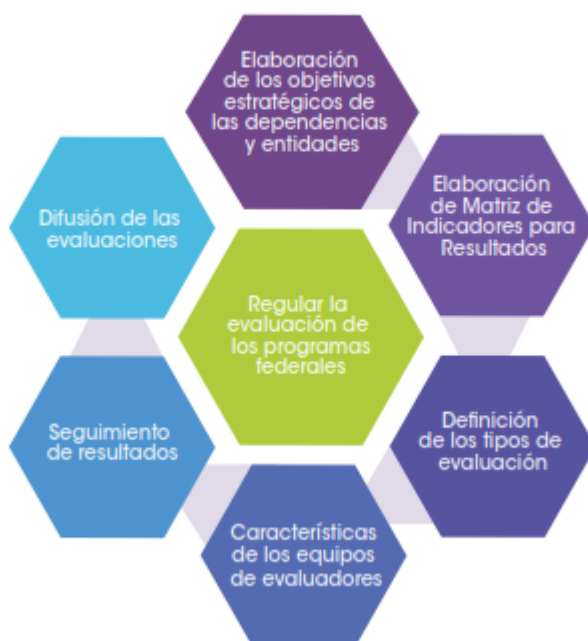 Elaboración
de los objetivos
estratégicos de
las dependencias
y entidades
Elaboración
de Matriz de
Indicadores para
Resultados
Definición
de los tipos de
evaluación
Características
de los equipos
de evaluadores
Seguimiento
de resultados
Difusión de las
evaluaciones
Regular la
evaluación de
los programas
federales